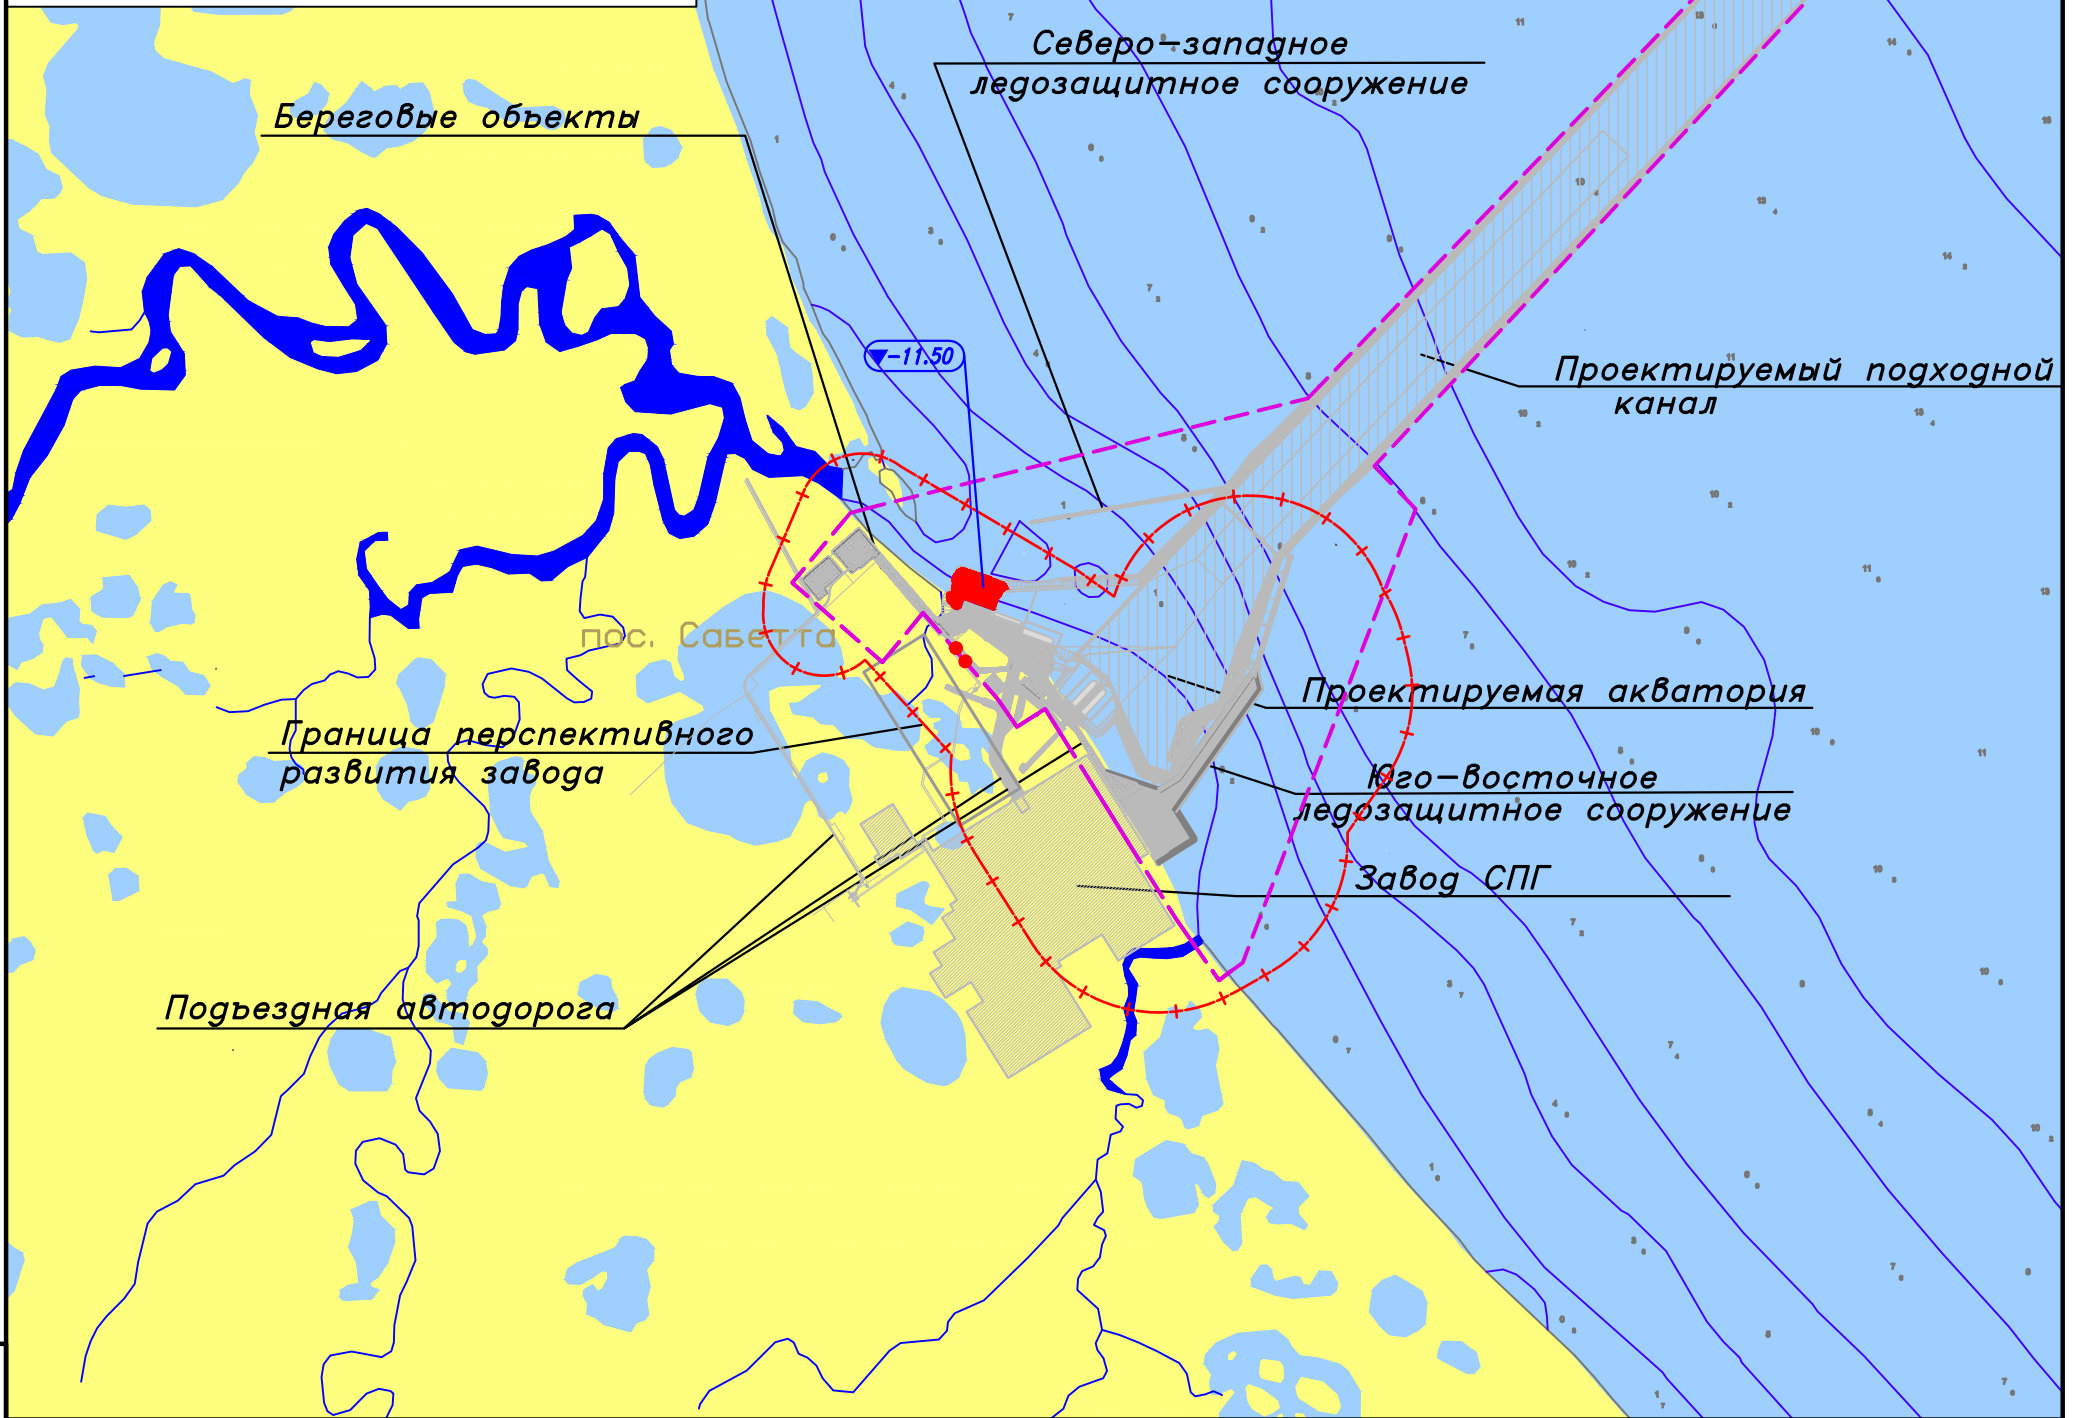 Северо-западное
ледозащитное сооружение
Береговые объекты
-11.50
Проектируемый подходной
канал
пос. Сабетта
Проектируемая акватория
Граница перспективного
развития завода
Юго-восточное
ледозащитное сооружение
Завод СПГ
Подъездная автодорога